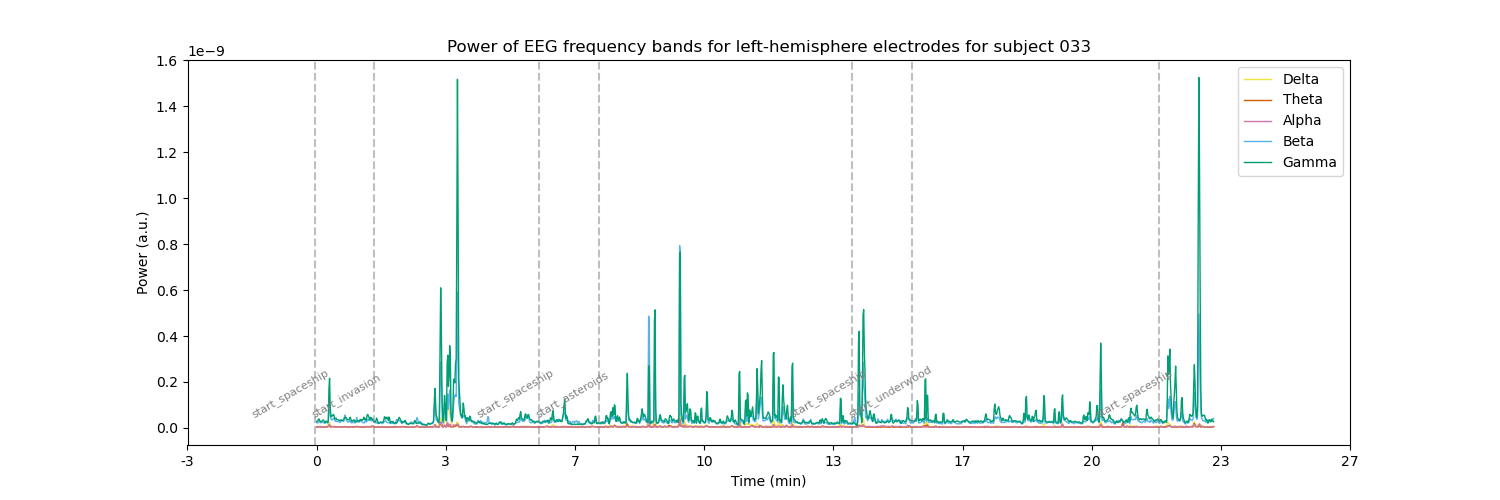 Power of EEG frequency bands for left-hemisphere electrodes for subject 033
1e−9
1.6
1.4
1.2
1.0
0.8
0.6
0.4
0.2
0.0
Power (a.u.)
Delta
Theta
Alpha
Beta
Gamma
start_spaceship
start_invasion
start_spaceship
start_asteroids
start_spaceship
start_underwood
start_spaceship
-3 0 3 7 10 13 17 20 23 27
Time (min)